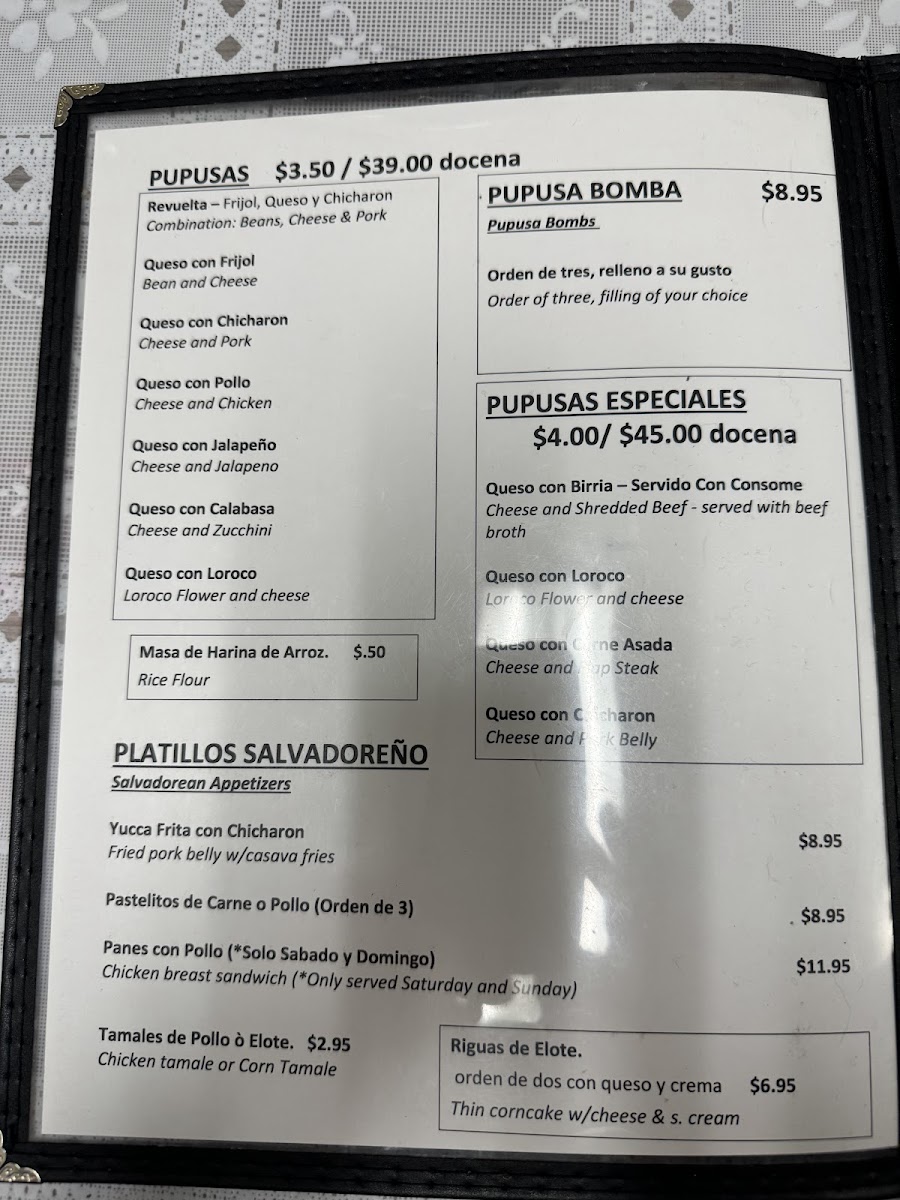 PUPUSAS $3.50 / $39.00 docena
Revuelta – Frijol, Queso y Chicharon
Combination: Beans, Cheese & Pork
Queso con Frijol
Bean and Cheese
Queso con Chicharon
Cheese and Pork
Queso con Pollo
Cheese and Chicken
Queso con Jalapeño
Cheese and Jalapeno
Queso con Calabasa
Cheese and Zucchini
Queso con Loroco
Loroco Flower and cheese
Masa de Harina de Arroz. $.50
Rice Flour
PUPUSA BOMBA $8.95
Pupusa Bombs
Orden de tres, relleno a su gusto
Order of three, filling of your choice
PUPUSAS ESPECIALES
$4.00/ $45.00 docena
Queso con Birria – Servido Con Consome
Cheese and Shredded Beef - served with beef
broth
Queso con Loroco
Loroco Flower and cheese
Queso con Carne Asada
Cheese and Steak
Queso con Chicharon
Cheese and Pork Belly
PLATILLOS SALVADOREÑO
Salvadorean Appetizers
Yucca Frita con Chicharon $8.95
Fried pork belly w/casava fries
Pastelitos de Carne o Pollo (Orden de 3) $8.95
Panes con Pollo (*Solo Sabado y Domingo) $11.95
Chicken breast sandwich (*Only served Saturday and Sunday)
Tamales de Pollo ò Elote. $2.95
Chicken tamale or Corn Tamale
Riguas de Elote.
orden de dos con queso y crema $6.95
Thin corncake w/cheese & s. cream